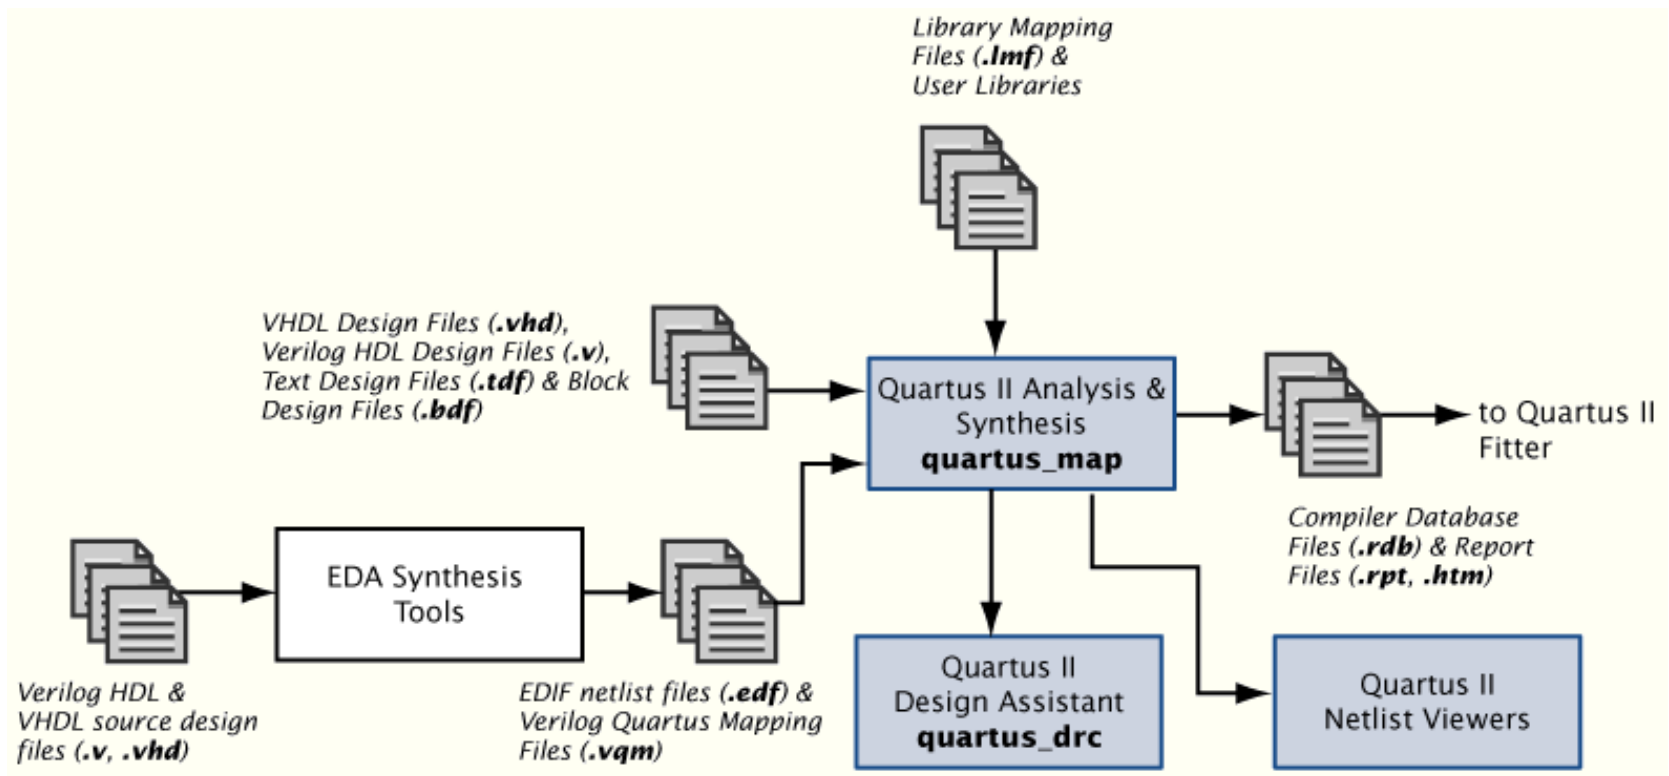 Library Mapping
Files (.lmf) &
User Libraries
VHDL Design Files (.vhd),
Verilog HDL Design Files (.v),
Text Design Files (.tdf) & Block
Design Files (.bdf)
Quartus II Analysis &
Synthesis
quartus_map
to Quartus II
Fitter
Compiler Database
Files (.rdb) & Report
Files (.rpt, .htm)
EDA Synthesis
Tools
Verilog HDL &
VHDL source design
files (.v, .vhd)
EDIF netlist files (.edf) &
Verilog Quartus Mapping
Files (.vqm)
Quartus II
Design Assistant
quartus_drc
Quartus II
Netlist Viewers